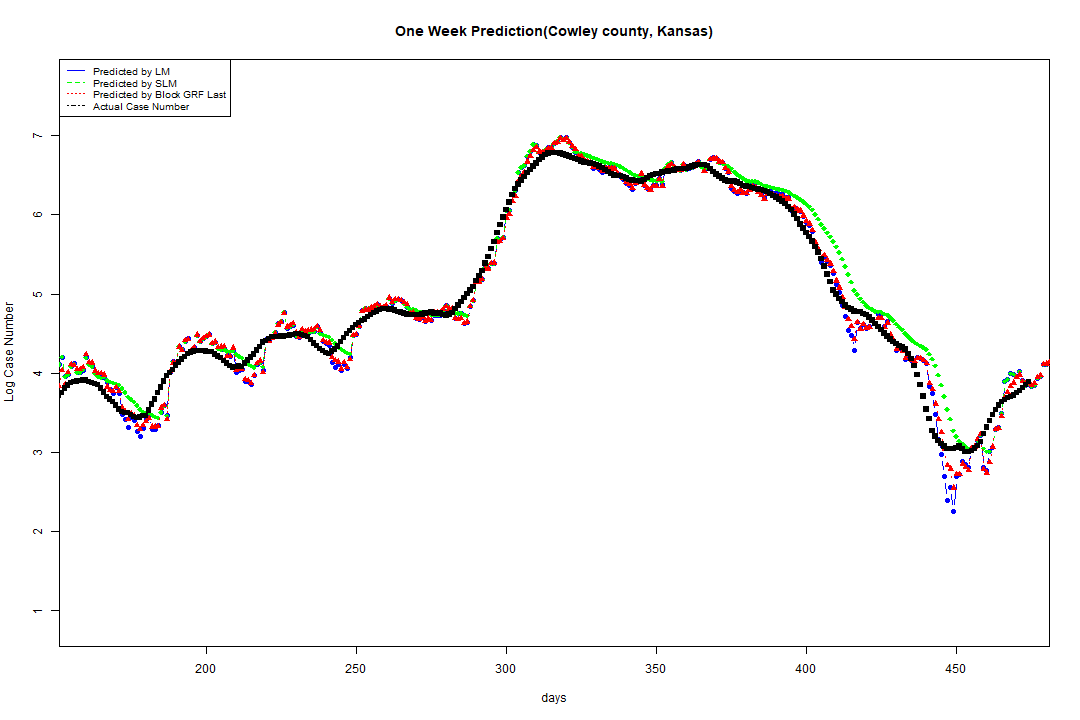 One Week Prediction(Cowley county, Kansas)
Predicted by LM
Predicted by SLM
Predicted by Block GRF Last
Actual Case Number
7
6
5
4
3
2
1
Log Case Number
200 250 300 350 400 450
days